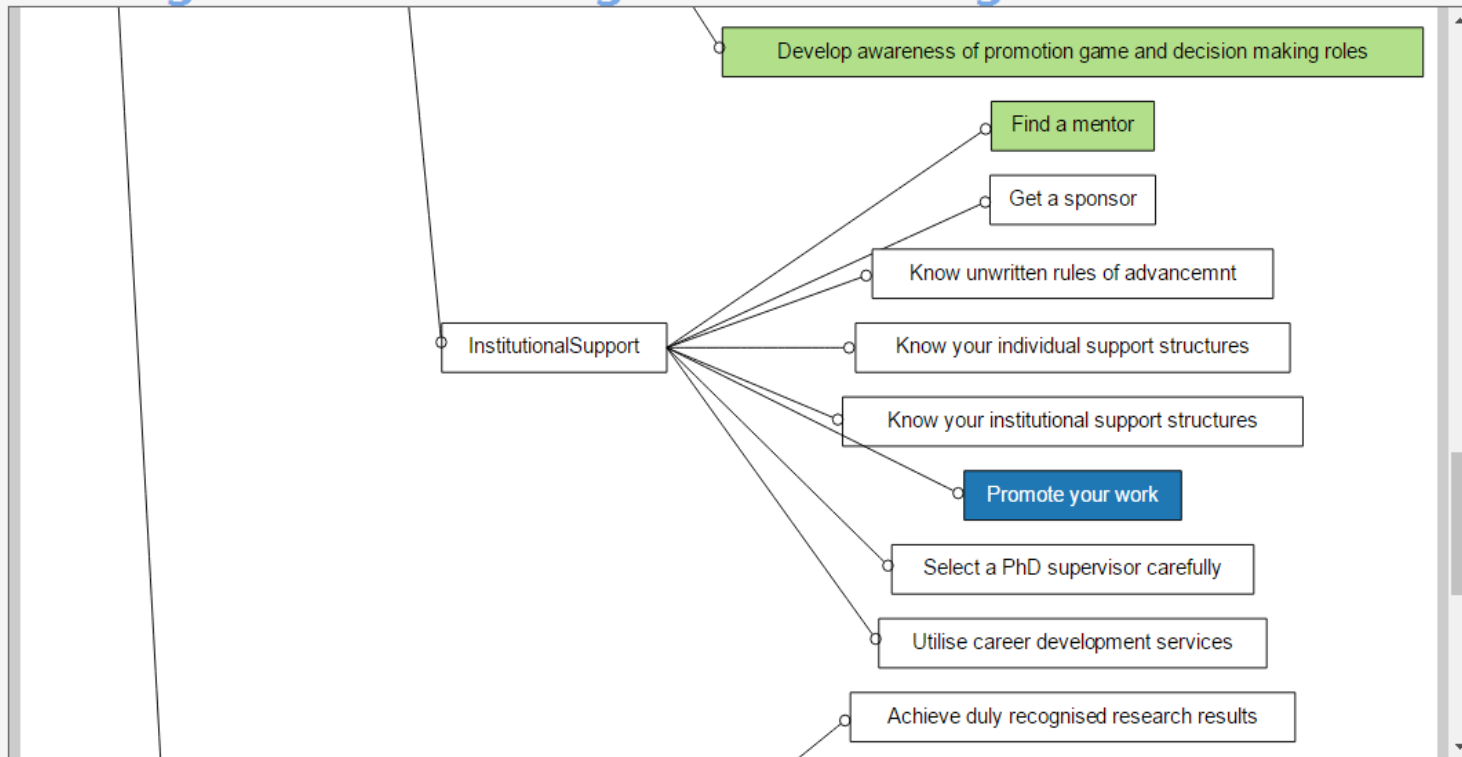 Develop awareness of promotion game and decision making roles
Find a mentor
Get a sponsor
Know unwritten rules of advancemnt
InstitutionalSupport
Know your individual support structures
Know your institutional support structures
Promote your work
Select a PhD supervisor carefully
Utilise career development services
Achieve duly recognised research results